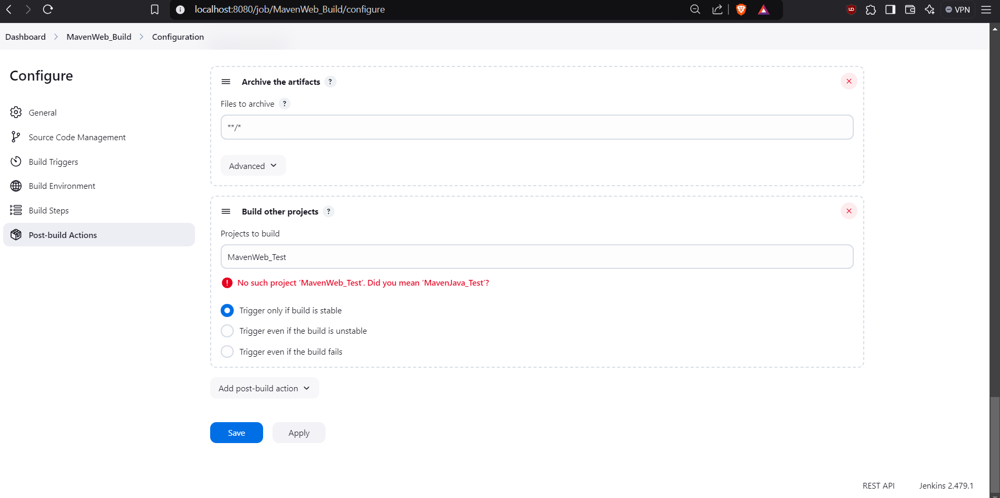 localhost:8080/job/MavenWeb_Build/configure
VPN
Dashboard > MavenWeb_Build > Configuration
Configure
General
Source Code Management
Build Triggers
Build Environment
Build Steps
Post-build Actions
Archive the artifacts ?
Files to archive ?
**/*
Advanced
Build other projects ?
Projects to build
MavenWeb_Test
No such project ‘MavenWeb_Test’. Did you mean ‘MavenJava_Test’?
Trigger only if build is stable
Trigger even if the build is unstable
Trigger even if the build fails
Add post-build action
Save Apply
REST API Jenkins 2.479.1